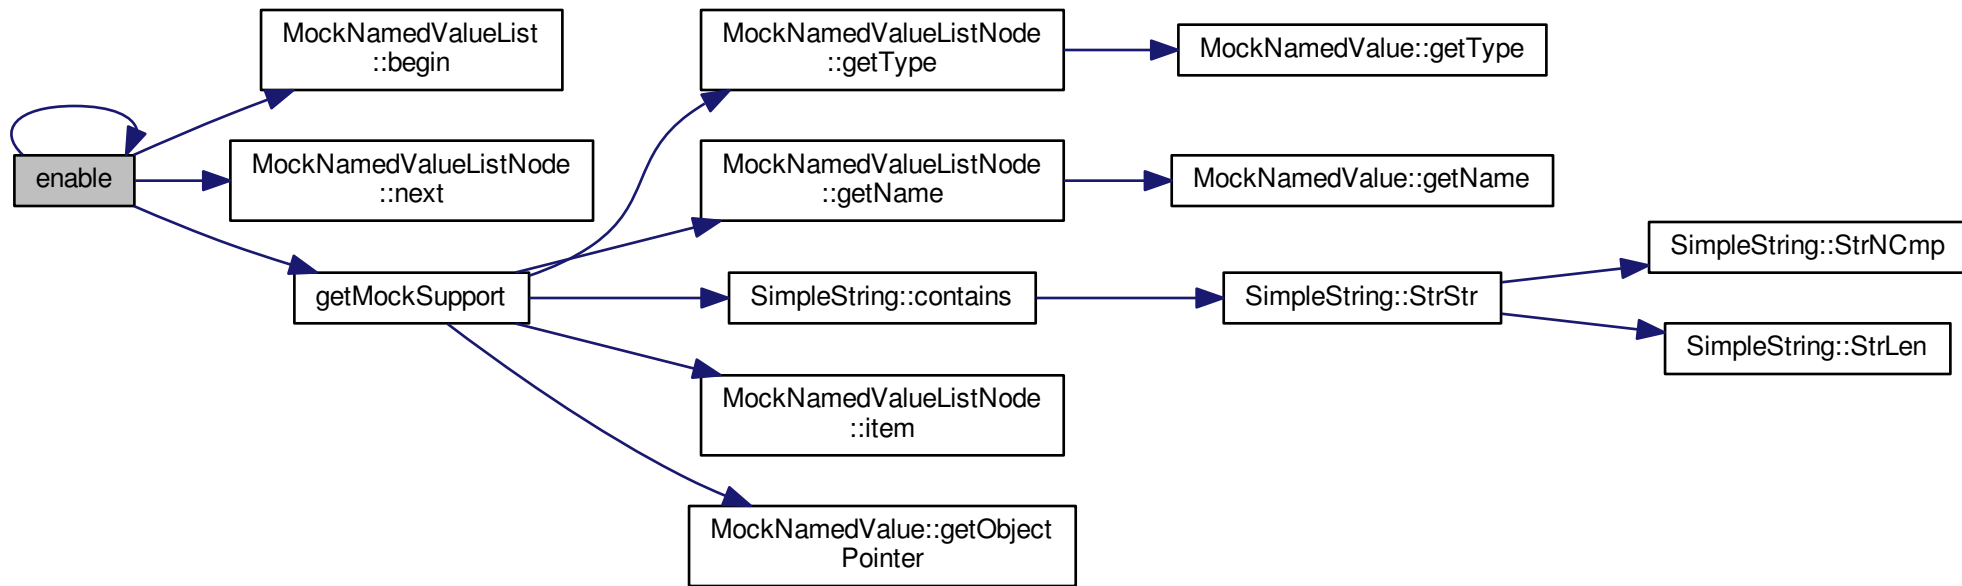 MockNamedValueList
::begin
MockNamedValueListNode
::getType
MockNamedValue::getType
enable
MockNamedValueListNode
::next
MockNamedValueListNode
::getName
MockNamedValue::getName
getMockSupport
SimpleString::contains
SimpleString::StrStr
SimpleString::StrNCmp
SimpleString::StrLen
MockNamedValueListNode
::item
MockNamedValue::getObject
Pointer